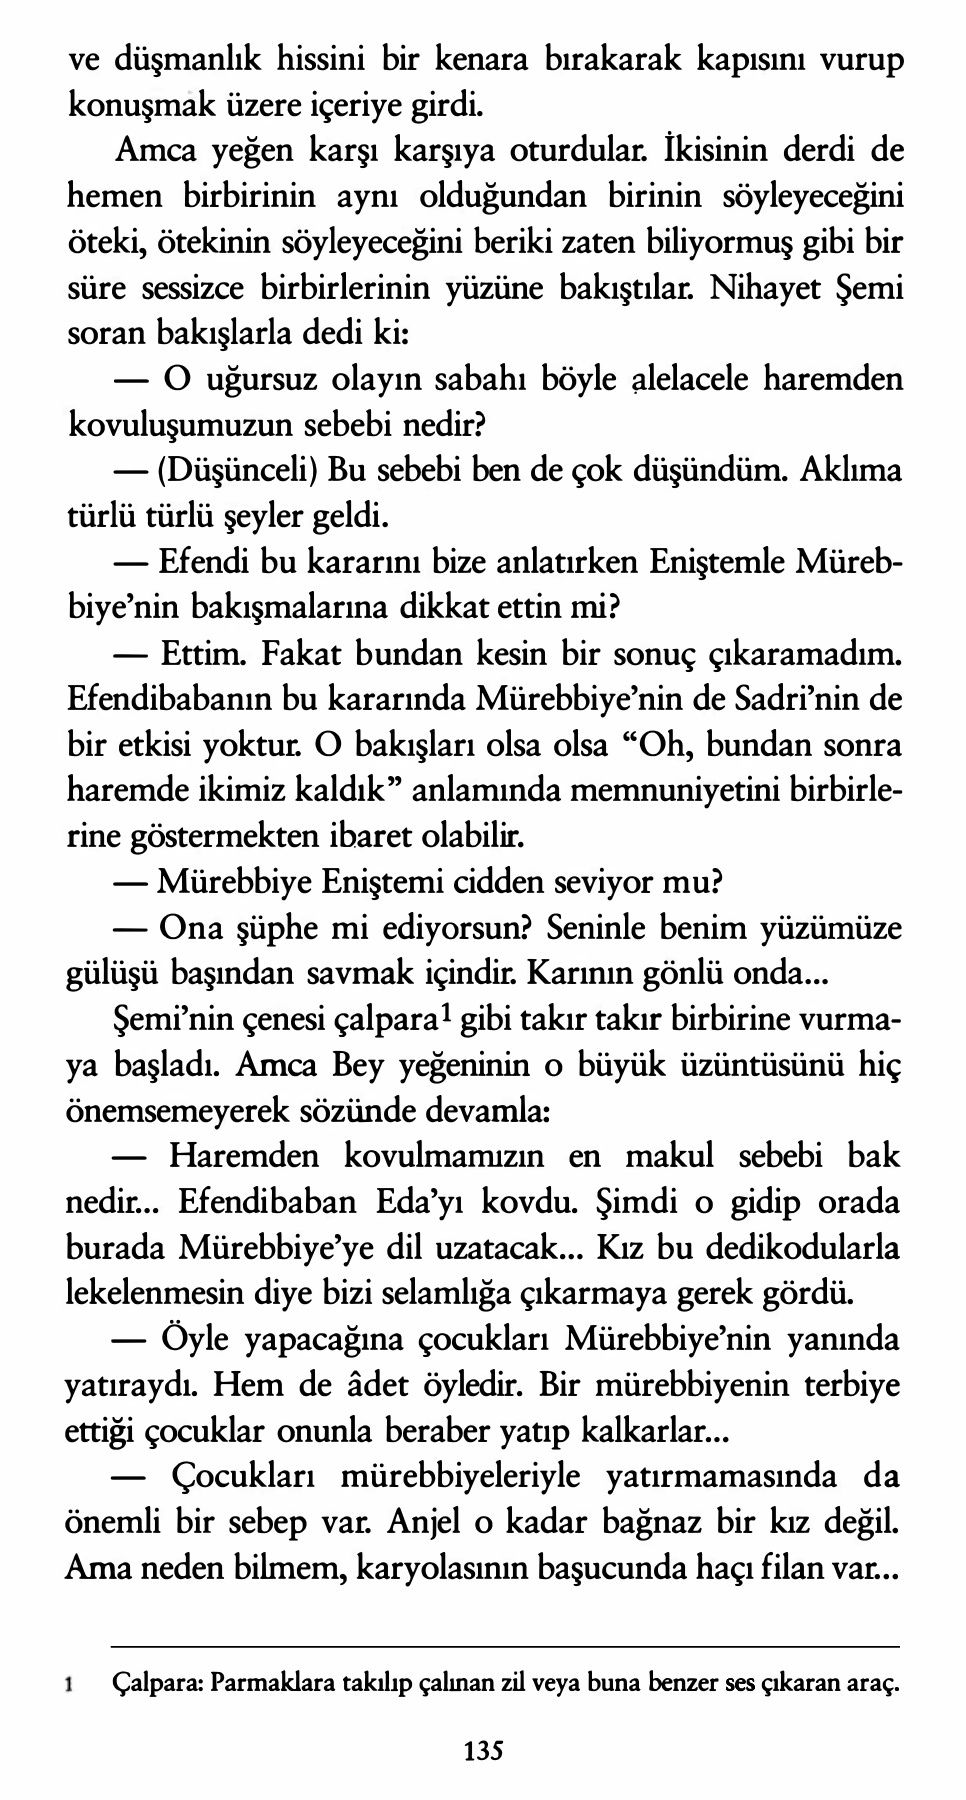 ve düşmanlık hissini bir kenara bırakarak kapısını vurup
konuşmak üzere içeriye girdi.
Amca yeğen karşı karşıya oturdular. İkisinin derdi de
hemen birbirinin aynı olduğundan birinin söyleyeceğini
öteki, ötekinin söyleyeceğini beriki zaten biliyormuş gibi bir
süre sessizce birbirlerinin yüzüne bakıştılar. Nihayet Şemi
soran bakışlarla dedi ki:
— O uğursuz olayın sabahı böyle alelacele haremden
kovuluşumuzun sebebi nedir?
— (Düşünceli) Bu sebebi ben de çok düşündüm. Aklıma
türlü türlü şeyler geldi.
— Efendi bu kararını bize anlatırken Eniştemle Müreb-
biye’nin bakışmalarına dikkat ettin mi?
— Ettim. Fakat bundan kesin bir sonuç çıkaramadım.
Efendibabanın bu kararında Mürebbiye’nin de Sadri’nin de
bir etkisi yoktur. O bakışları olsa olsa “Oh, bundan sonra
haremde ikimiz kaldık” anlamında memnuniyetini birbirle-
rine göstermekten ibaret olabilir.
— Mürebbiye Eniştemi cidden seviyor mu?
— Ona şüphe mi ediyorsun? Seninle benim yüzümüze
gülüşü başından savmak içindir. Karının gönlü onda...
Şemi’nin çenesi çalpara1 gibi takır takır birbirine vurma-
ya başladı. Amca Bey yeğeninin o büyük üzüntüsünü hiç
önemsemeyerek sözünde devamla:
— Haremden kovulmamızın en makul sebebi bak
nedir... Efendibaban Eda’yı kovdu. Şimdi o gidip orada
burada Mürebbiye’ye dil uzatacak... Kız bu dedikodularla
lekelenmesin diye bizi selamlığa çıkarmaya gerek gördü.
— Öyle yapacağına çocukları Mürebbiye’nin yanında
yatıraydı. Hem de âdet öyledir. Bir mürebbiyenin terbiye
ettiği çocuklar onunla beraber yatıp kalkarlar...
— Çocukları mürebbiyeleriyle yatırmamasında da
önemli bir sebep var. Anjel o kadar bağnaz bir kız değil.
Ama neden bilmem, karyolasının başucunda haçı filan var...
1 Çalpara: Parmaklara takılıp çalınan zil veya buna benzer ses çıkaran araç.
135